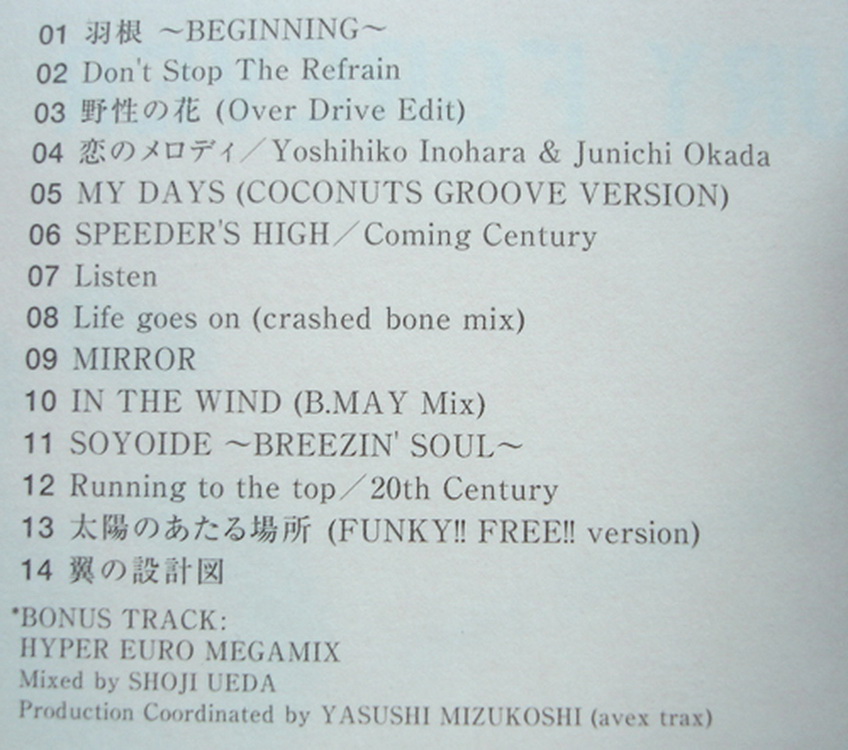 01 羽根 ～BEGINNING～
02 Don't Stop The Refrain
03 野性の花 (Over Drive Edit)
04 恋のメロディ／Yoshihiko Inohara & Junichi Okada
05 MY DAYS (COCONUTS GROOVE VERSION)
06 SPEEDER'S HIGH／Coming Century
07 Listen
08 Life goes on (crashed bone mix)
09 MIRROR
10 IN THE WIND (B.MAY Mix)
11 SOYOIDE ～BREEZIN' SOUL～
12 Running to the top／20th Century
13 太陽のあたる場所 (FUNKY!! FREE!! version)
14 翼の設計図
*BONUS TRACK:
HYPER EURO MEGAMIX
Mixed by SHOJI UEDA
Production Coordinated by YASUSHI MIZUKOSHI (avex trax)